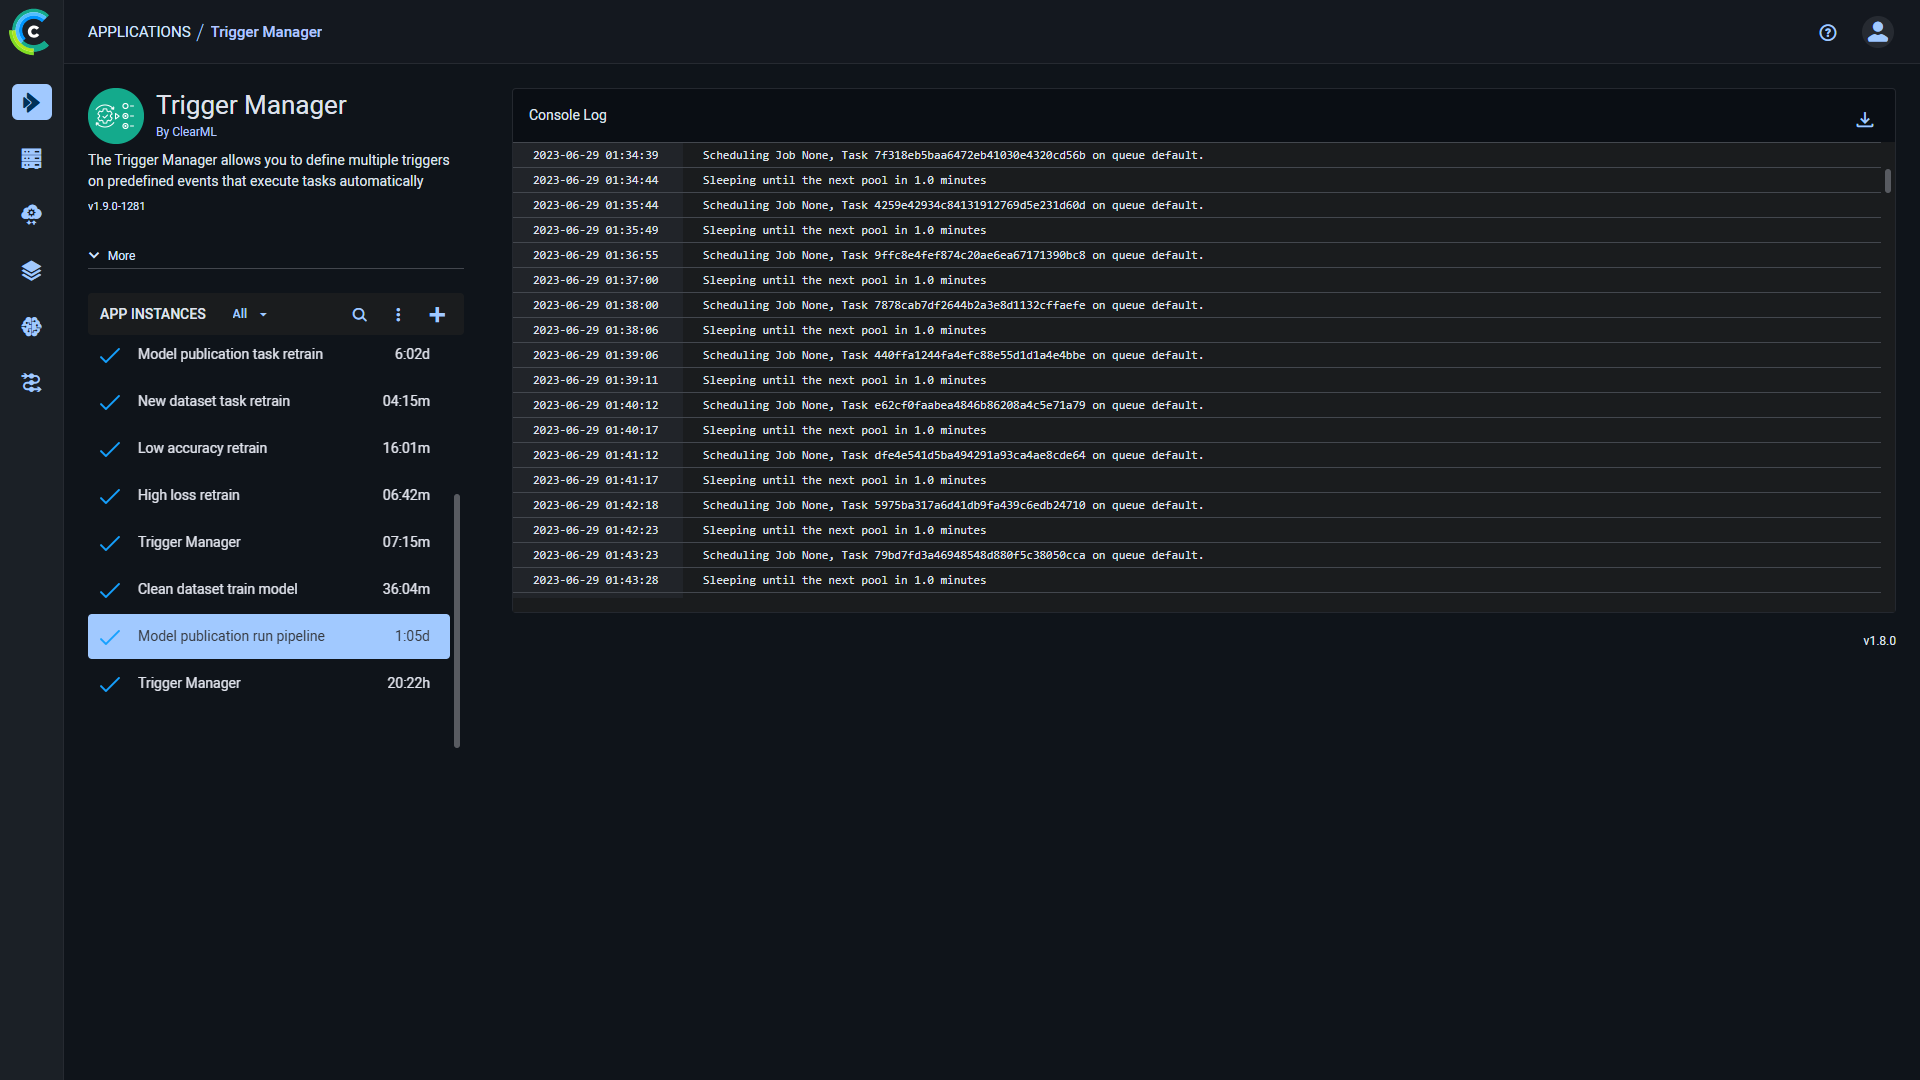 APPLICATIONS / Trigger Manager
Trigger Manager
By ClearML
The Trigger Manager allows you to define multiple triggers
on predefined events that execute tasks automatically
v1.9.0-1281
More
APP INSTANCES All
Model publication task retrain 6:02d
New dataset task retrain 04:15m
Low accuracy retrain 16:01m
High loss retrain 06:42m
Trigger Manager 07:15m
Clean dataset train model 36:04m
Model publication run pipeline 1:05d
Trigger Manager 20:22h
Console Log
2023-06-29 01:34:39 Scheduling Job None, Task 7f318eb5baa6472eb41030e4320cd56b on queue default.
2023-06-29 01:34:44 Sleeping until the next pool in 1.0 minutes
2023-06-29 01:35:44 Scheduling Job None, Task 4259e42934c84131912769d5e231d60d on queue default.
2023-06-29 01:35:49 Sleeping until the next pool in 1.0 minutes
2023-06-29 01:36:55 Scheduling Job None, Task 9ffc8e4fef874c20ae6ea67171390bc8 on queue default.
2023-06-29 01:37:00 Sleeping until the next pool in 1.0 minutes
2023-06-29 01:38:00 Scheduling Job None, Task 7878cab7df2644b2a3e8d1132cffaefe on queue default.
2023-06-29 01:38:06 Sleeping until the next pool in 1.0 minutes
2023-06-29 01:39:06 Scheduling Job None, Task 440ffa1244fa4efc88e55d1d1a4e4bbe on queue default.
2023-06-29 01:39:11 Sleeping until the next pool in 1.0 minutes
2023-06-29 01:40:12 Scheduling Job None, Task e62cf0faabea4846b86208a4c5e71a79 on queue default.
2023-06-29 01:40:17 Sleeping until the next pool in 1.0 minutes
2023-06-29 01:41:12 Scheduling Job None, Task dfe4e541d5ba494291a93ca4ae8cde64 on queue default.
2023-06-29 01:41:17 Sleeping until the next pool in 1.0 minutes
2023-06-29 01:42:18 Scheduling Job None, Task 5975ba317a6d41db9fa439c6edb24710 on queue default.
2023-06-29 01:42:23 Sleeping until the next pool in 1.0 minutes
2023-06-29 01:43:23 Scheduling Job None, Task 79bd7fd3a46948548d880f5c38050cca on queue default.
2023-06-29 01:43:28 Sleeping until the next pool in 1.0 minutes
v1.8.0